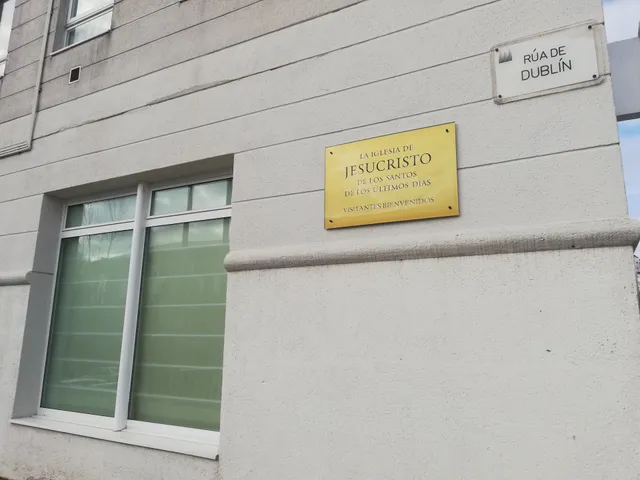 RÚA DE
DUBLÍN
LA IGLESIA DE
JESUCRISTO
DE LOS SANTOS
DE LOS ÚLTIMOS DÍAS
VISITANTES BIENVENIDOS